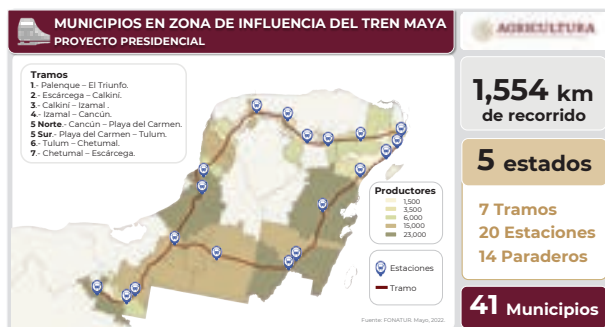 MUNICIPIOS EN ZONA DE INFLUENCIA DEL TREN MAYA
PROYECTO PRESIDENCIAL
Tramos
1.- Palenque – El Triunfo.
2.- Escárcega – Calkiní.
3.- Calkiní – Izamal .
4.- Izamal – Cancún.
5 Norte.- Cancún – Playa del Carmen.
5 Sur.- Playa del Carmen – Tulum.
6.- Tulum – Chetumal.
7.- Chetumal – Escárcega.
Productores
1,500
3,500
6,000
15,000
23,000
Estaciones
Tramo
Fuente: FONATUR. Mayo, 2022.
AGRICULTURA
1,554 km
de recorrido
5 estados
7 Tramos
20 Estaciones
14 Paraderos
41 Municipios